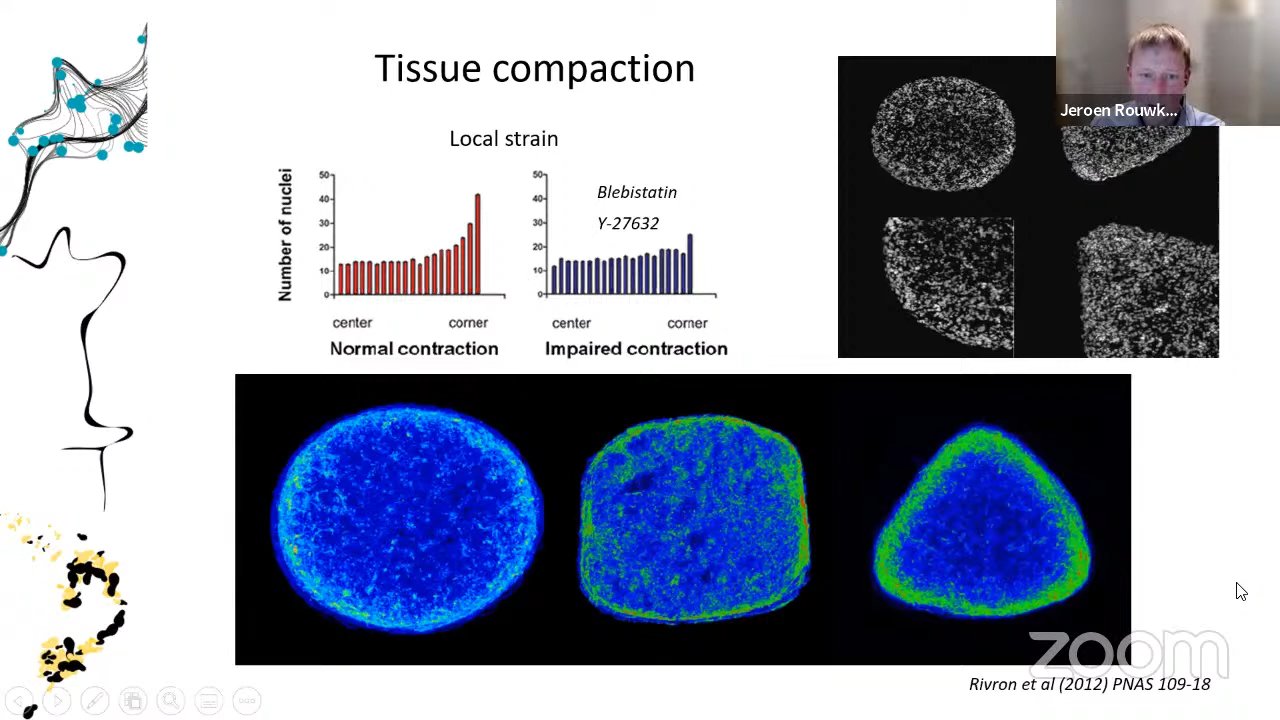 Tissue compaction
Jeroen Rouwk...
Local strain
Number of nuclei
50
40
30
20
10
0
center
corner
Normal contraction
50
40
30
20
10
0
Blebistatin
Y-27632
center
corner
Impaired contraction
zoom
Rivron et al (2012) PNAS 109-18